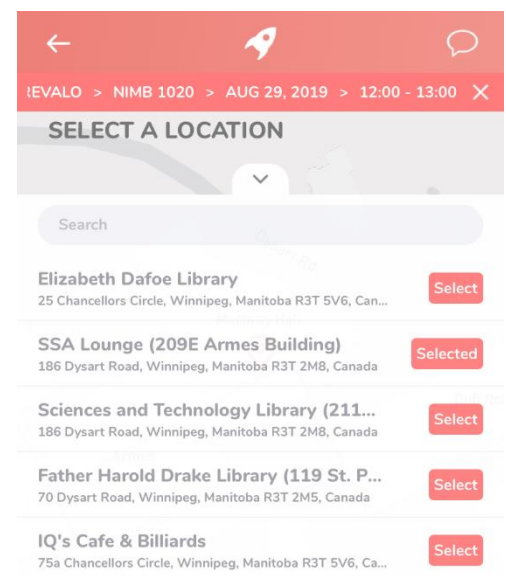 REVALO > NIMB 1020 > AUG 29, 2019 > 12:00 - 13:00
SELECT A LOCATION
Search
Elizabeth Dafoe Library
25 Chancellors Circle, Winnipeg, Manitoba R3T 5V6, Can...
Select
SSA Lounge (209E Armes Building)
186 Dysart Road, Winnipeg, Manitoba R3T 2M8, Canada
Selected
Sciences and Technology Library (211...
186 Dysart Road, Winnipeg, Manitoba R3T 2M8, Canada
Select
Father Harold Drake Library (119 St. P...
70 Dysart Road, Winnipeg, Manitoba R3T 2M5, Canada
Select
IQ's Cafe & Billiards
75a Chancellors Circle, Winnipeg, Manitoba R3T 5V6, Ca...
Select